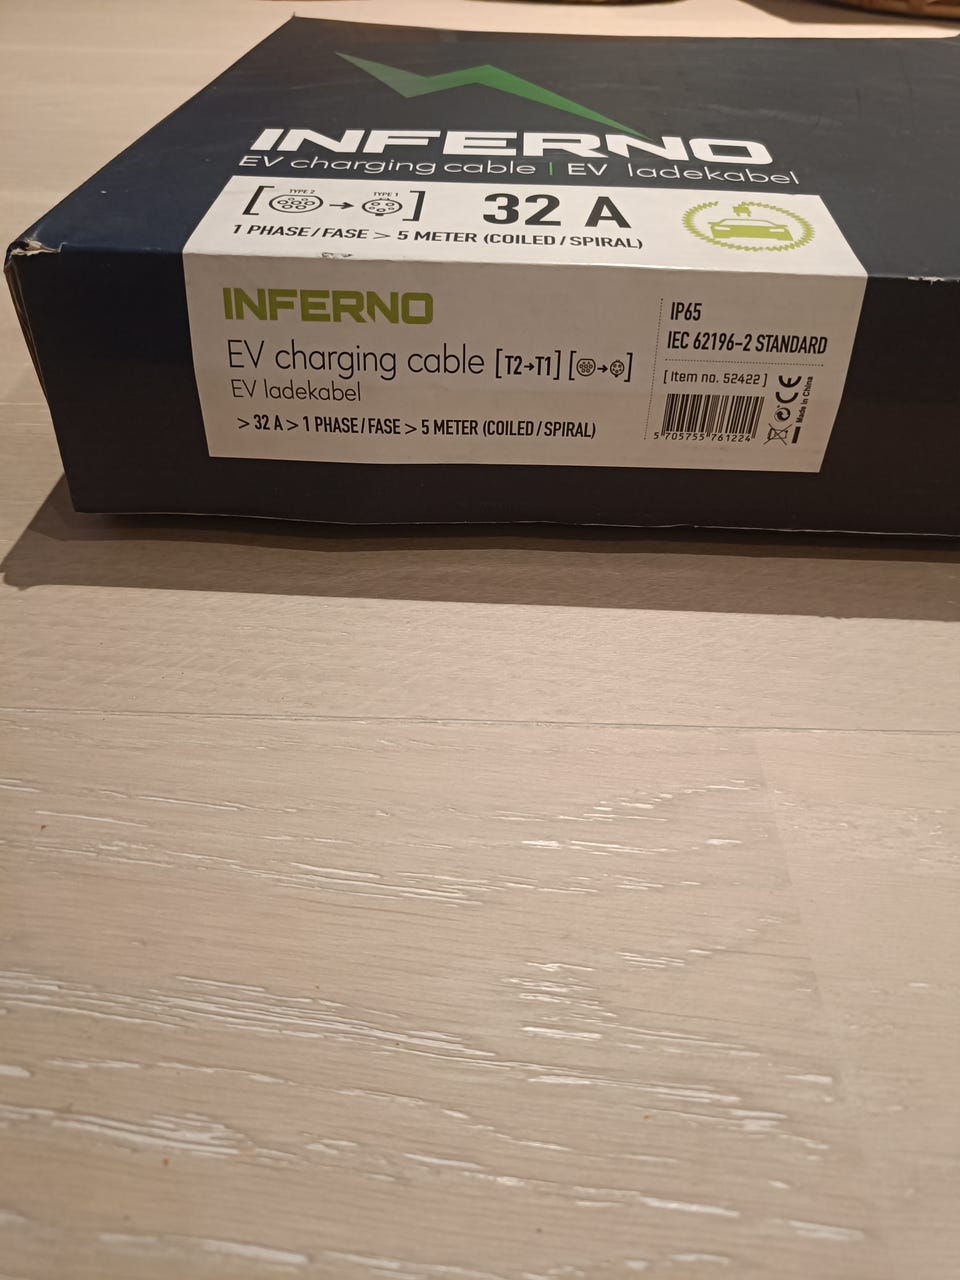 INFERNO
EV charging cable | EV ladekabel
TYPE 2 TYPE 1
32 A
1 PHASE / FASE > 5 METER (COILED / SPIRAL)
INFERNO
EV charging cable [T2→T1]
EV ladekabel
> 32 A > 1 PHASE / FASE > 5 METER (COILED / SPIRAL)
IP65
IEC 62196-2 STANDARD
[ Item no. 52422 ]
5 705755 761224
CE
Made in China